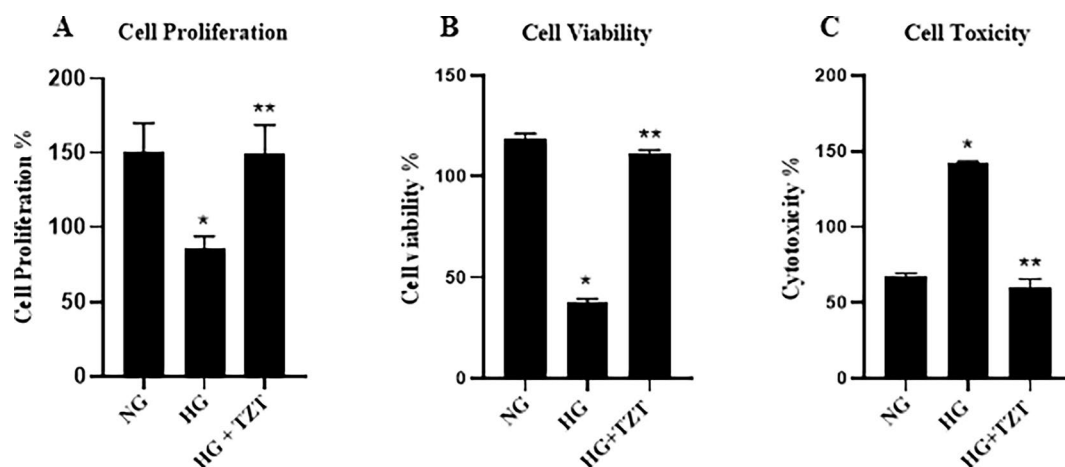 A Cell Proliferation
Cell Proliferation %
200
150
100
50
0
*
**
NG
HG
HG + TZT
B Cell Viability
Cell viability %
150
100
50
0
*
**
NG
HG
HG+TZT
C Cell Toxicity
Cytotoxicity %
200
150
100
50
0
*
**
NG
HG
HG+TZT